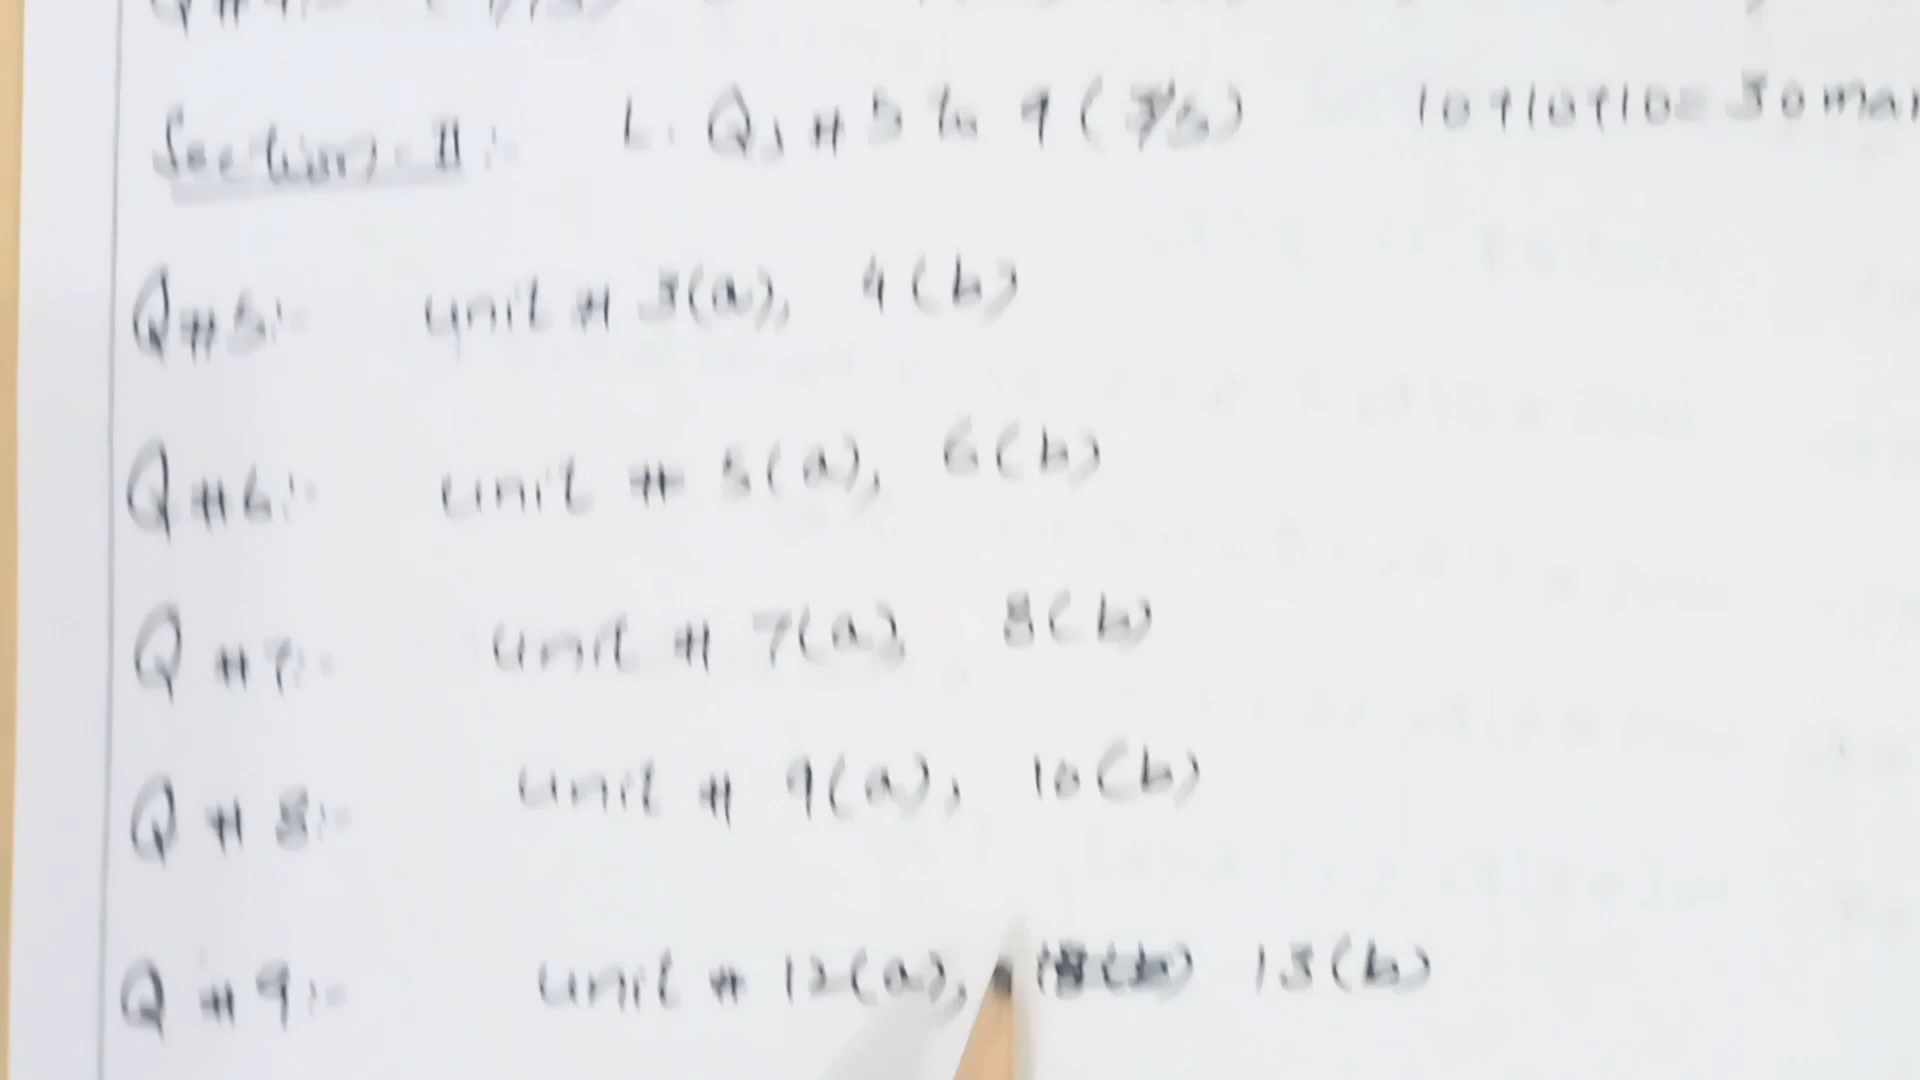 Section-II:- L.Qs # 5 to 9 (3/5) 10+10+10=30 mar
Q#5:- unit # 3(a), 4(b)
Q#6:- unit # 5(a), 6(b)
Q#7:- unit # 7(a) 8(b)
Q#8:- unit # 9(a), 10(b)
Q#9:- unit # 12(a), 13(b)